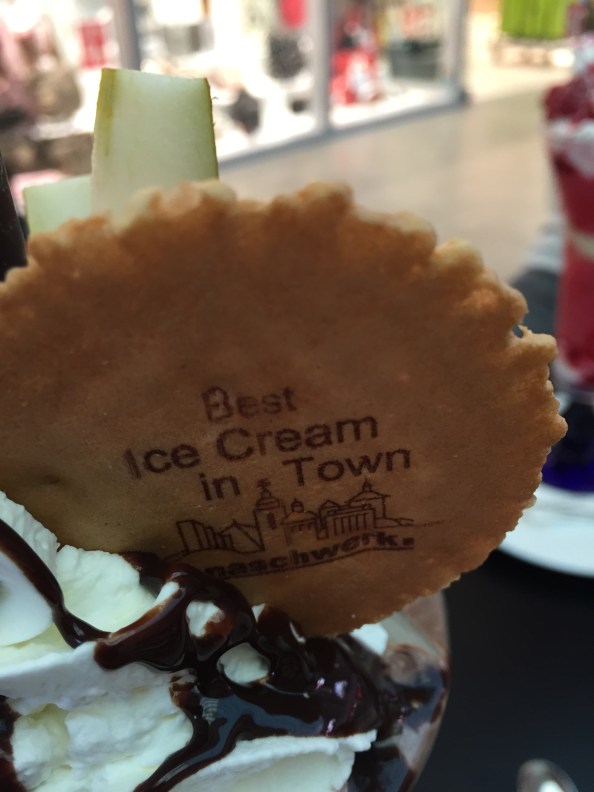 Best
Ice Cream
in Town
naschwerk.